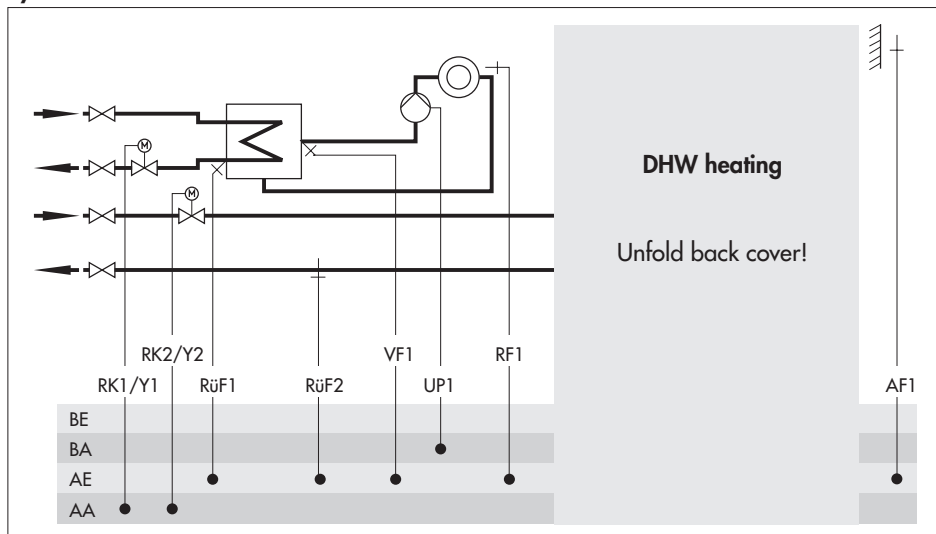 M
DHW heating
M
Unfold back cover!
RK2/Y2 VF1 RF1
RK1/Y1 RüF1 RüF2 UP1 AF1
BE
BA
AE
AA